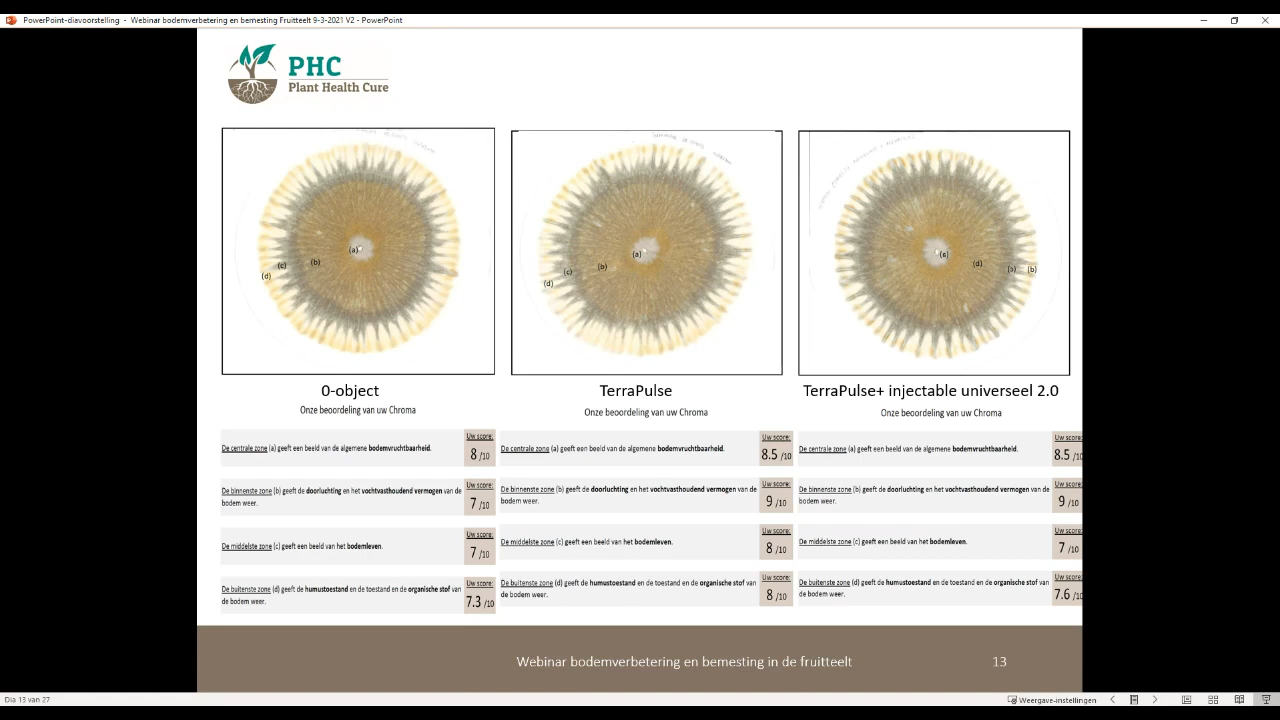 PowerPoint-diavoorstelling - Webinar bodemverbetering en bemesting Fruitteelt 9-3-2021 V2 - PowerPoint
PHC
Plant Health Cure
(a)
(b)
(c)
(d)
(a)
(b)
(c)
(d)
(d)
(b)
0-object
Onze beoordeling van uw Chroma
De centrale zone (a) geeft een beeld van de algemene bodemvruchtbaarheid.
Uw score:
8 /10
De binnenste zone (b) geeft de doorluchting en het vochtvasthoudend vermogen van de
bodem weer.
Uw score:
7 /10
De middelste zone (c) geeft een beeld van het bodemleven.
Uw score:
7 /10
De buitenste zone (d) geeft de humustoestand en de toestand en de organische stof van
de bodem weer.
Uw score:
7.3 /10
TerraPulse
Onze beoordeling van uw Chroma
De centrale zone (a) geeft een beeld van de algemene bodemvruchtbaarheid.
Uw score:
8.5 /10
De binnenste zone (b) geeft de doorluchting en het vochtvasthoudend vermogen van de
bodem weer.
Uw score:
9 /10
De middelste zone (c) geeft een beeld van het bodemleven.
Uw score:
8 /10
De buitenste zone (d) geeft de humustoestand en de toestand en de organische stof van
de bodem weer.
Uw score:
8 /10
TerraPulse+ injectable universeel 2.0
Onze beoordeling van uw Chroma
De centrale zone (a) geeft een beeld van de algemene bodemvruchtbaarheid.
Uw score:
8.5 /10
De binnenste zone (b) geeft de doorluchting en het vochtvasthoudend vermogen van de
bodem weer.
Uw score:
9 /10
De middelste zone (c) geeft een beeld van het bodemleven.
Uw score:
7 /10
De buitenste zone (d) geeft de humustoestand en de toestand en de organische stof van
de bodem weer.
Uw score:
7.6 /10
Webinar bodemverbetering en bemesting in de fruitteelt
13
Dia 13 van 27
Weergave-instellingen